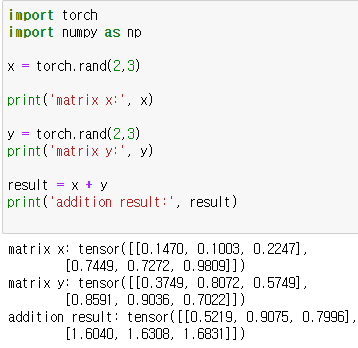 import torch
import numpy as np
x = torch.rand(2,3)
print('matrix x:', x)
y = torch.rand(2,3)
print('matrix y:', y)
result = x + y
print('addition result:', result)
matrix x: tensor([[0.1470, 0.1003, 0.2247],
[0.7449, 0.7272, 0.9809]])
matrix y: tensor([[0.3749, 0.8072, 0.5749],
[0.8591, 0.9036, 0.7022]])
addition result: tensor([[0.5219, 0.9075, 0.7996],
[1.6040, 1.6308, 1.6831]])